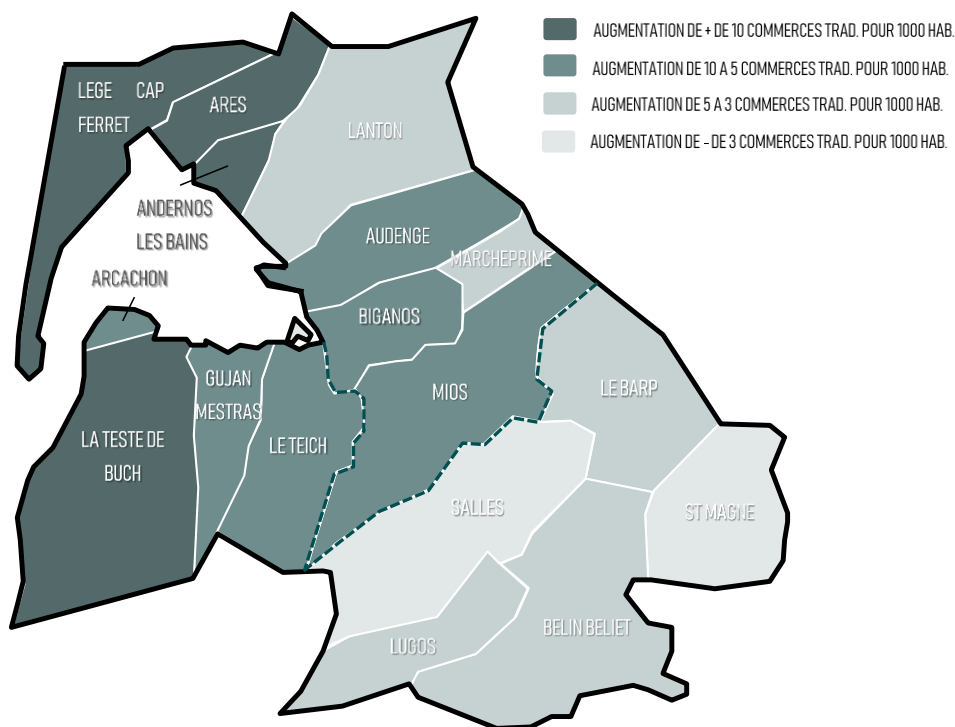 AUGMENTATION DE + DE 10 COMMERCES TRAD. POUR 1000 HAB.
AUGMENTATION DE 10 A 5 COMMERCES TRAD. POUR 1000 HAB.
AUGMENTATION DE 5 A 3 COMMERCES TRAD. POUR 1000 HAB.
AUGMENTATION DE - DE 3 COMMERCES TRAD. POUR 1000 HAB.
LEGE CAP
FERRET
ARES
LANTON
ANDERNOS
LES BAINS
AUDENGE
MARCHEPRIME
ARCACHON
BIGANOS
GUJAN
MESTRAS
MIOS
LE BARP
LA TESTE DE
BUCH
LE TEICH
SALLES
ST MAGNE
BELIN BELIET
LUGOS